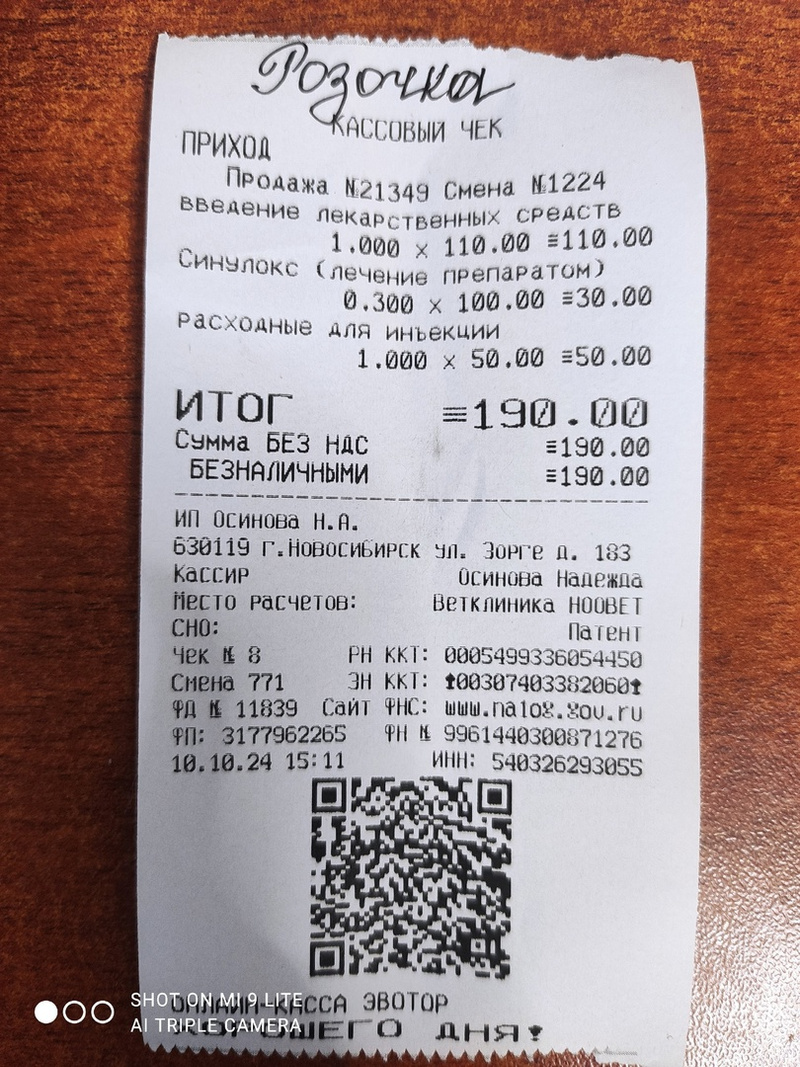 Розочка
КАССОВЫЙ ЧЕК
ПРИХОД
Продажа №21349 Смена №1224
введение лекарственных средств
1.000 x 110.00 ≡110.00
Синулокс (лечение препаратом)
0.300 x 100.00 ≡30.00
расходные для инъекции
1.000 x 50.00 ≡50.00
ИТОГ ≡190.00
Сумма БЕЗ НДС ≡190.00
БЕЗНАЛИЧНЫМИ ≡190.00
ИП Осинова Н.А.
630119 г.Новосибирск ул. Зорге д. 183
Кассир Осинова Надежда
Место расчетов: Ветклиника НООВЕТ
СНО: Патент
Чек № 8 РН ККТ: 0005499336054450
Смена 771 ЗН ККТ: 00307403382060
ФД № 11839 Сайт ФНС: www.nalog.gov.ru
ФП: 3177962265 ФН № 9961440300871276
10.10.24 15:11 ИНН: 540326293055
ОНЛАЙН-КАССА ЭВОТОР
ХОРОШЕГО ДНЯ!
SHOT ON MI 9 LITE
AI TRIPLE CAMERA